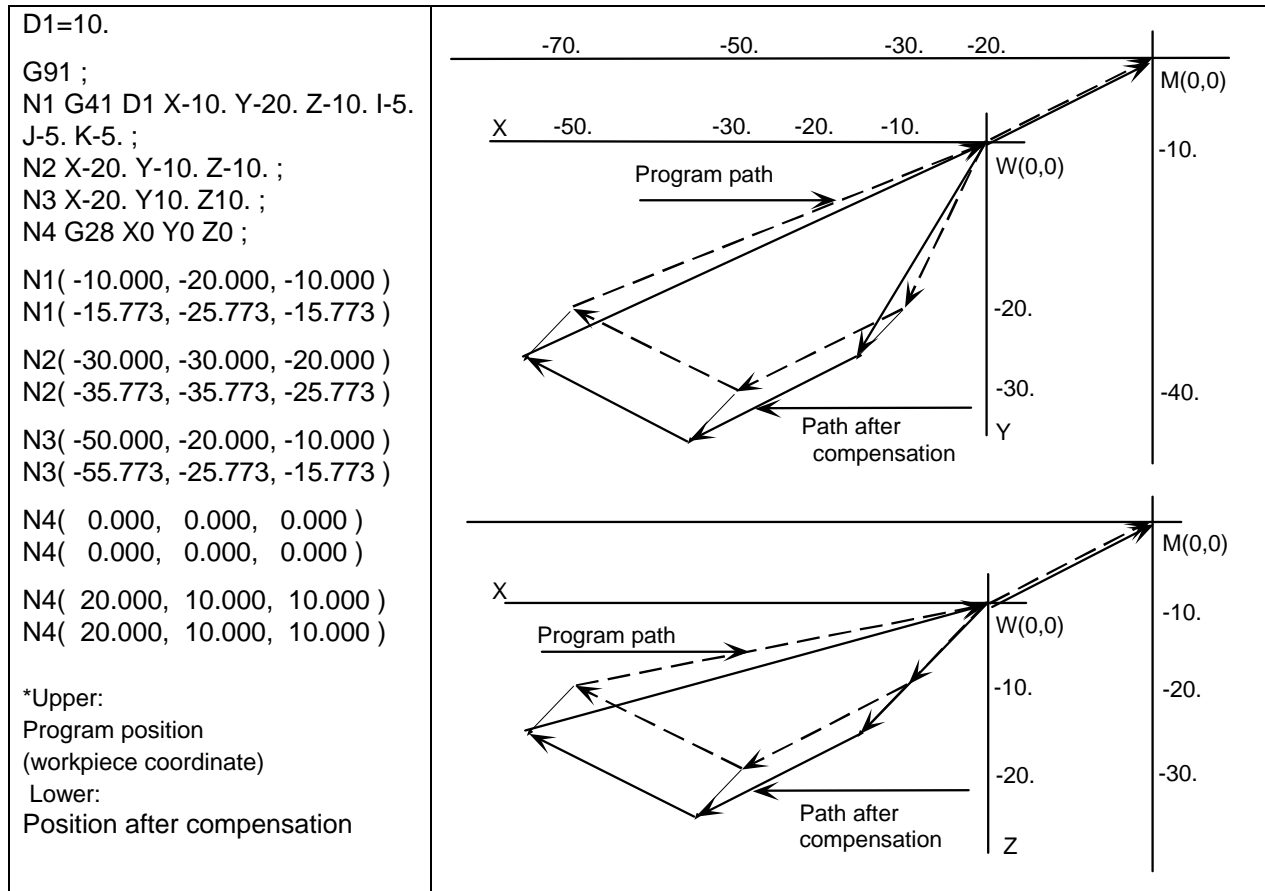 D1=10.
G91 ;
N1 G41 D1 X-10. Y-20. Z-10. I-5.
J-5. K-5. ;
N2 X-20. Y-10. Z-10. ;
N3 X-20. Y10. Z10. ;
N4 G28 X0 Y0 Z0 ;
N1( -10.000, -20.000, -10.000 )
N1( -15.773, -25.773, -15.773 )
N2( -30.000, -30.000, -20.000 )
N2( -35.773, -35.773, -25.773 )
N3( -50.000, -20.000, -10.000 )
N3( -55.773, -25.773, -15.773 )
N4( 0.000, 0.000, 0.000 )
N4( 0.000, 0.000, 0.000 )
N4( 20.000, 10.000, 10.000 )
N4( 20.000, 10.000, 10.000 )
*Upper:
Program position
(workpiece coordinate)
Lower:
Position after compensation
-70. -50. -30. -20.
M(0,0)
X -50. -30. -20. -10.
-10.
W(0,0)
Program path
-20.
-30.
-40.
Path after
compensation
Y
M(0,0)
X
-10.
W(0,0)
Program path
-10.
-20.
-20.
-30.
Path after
compensation
Z